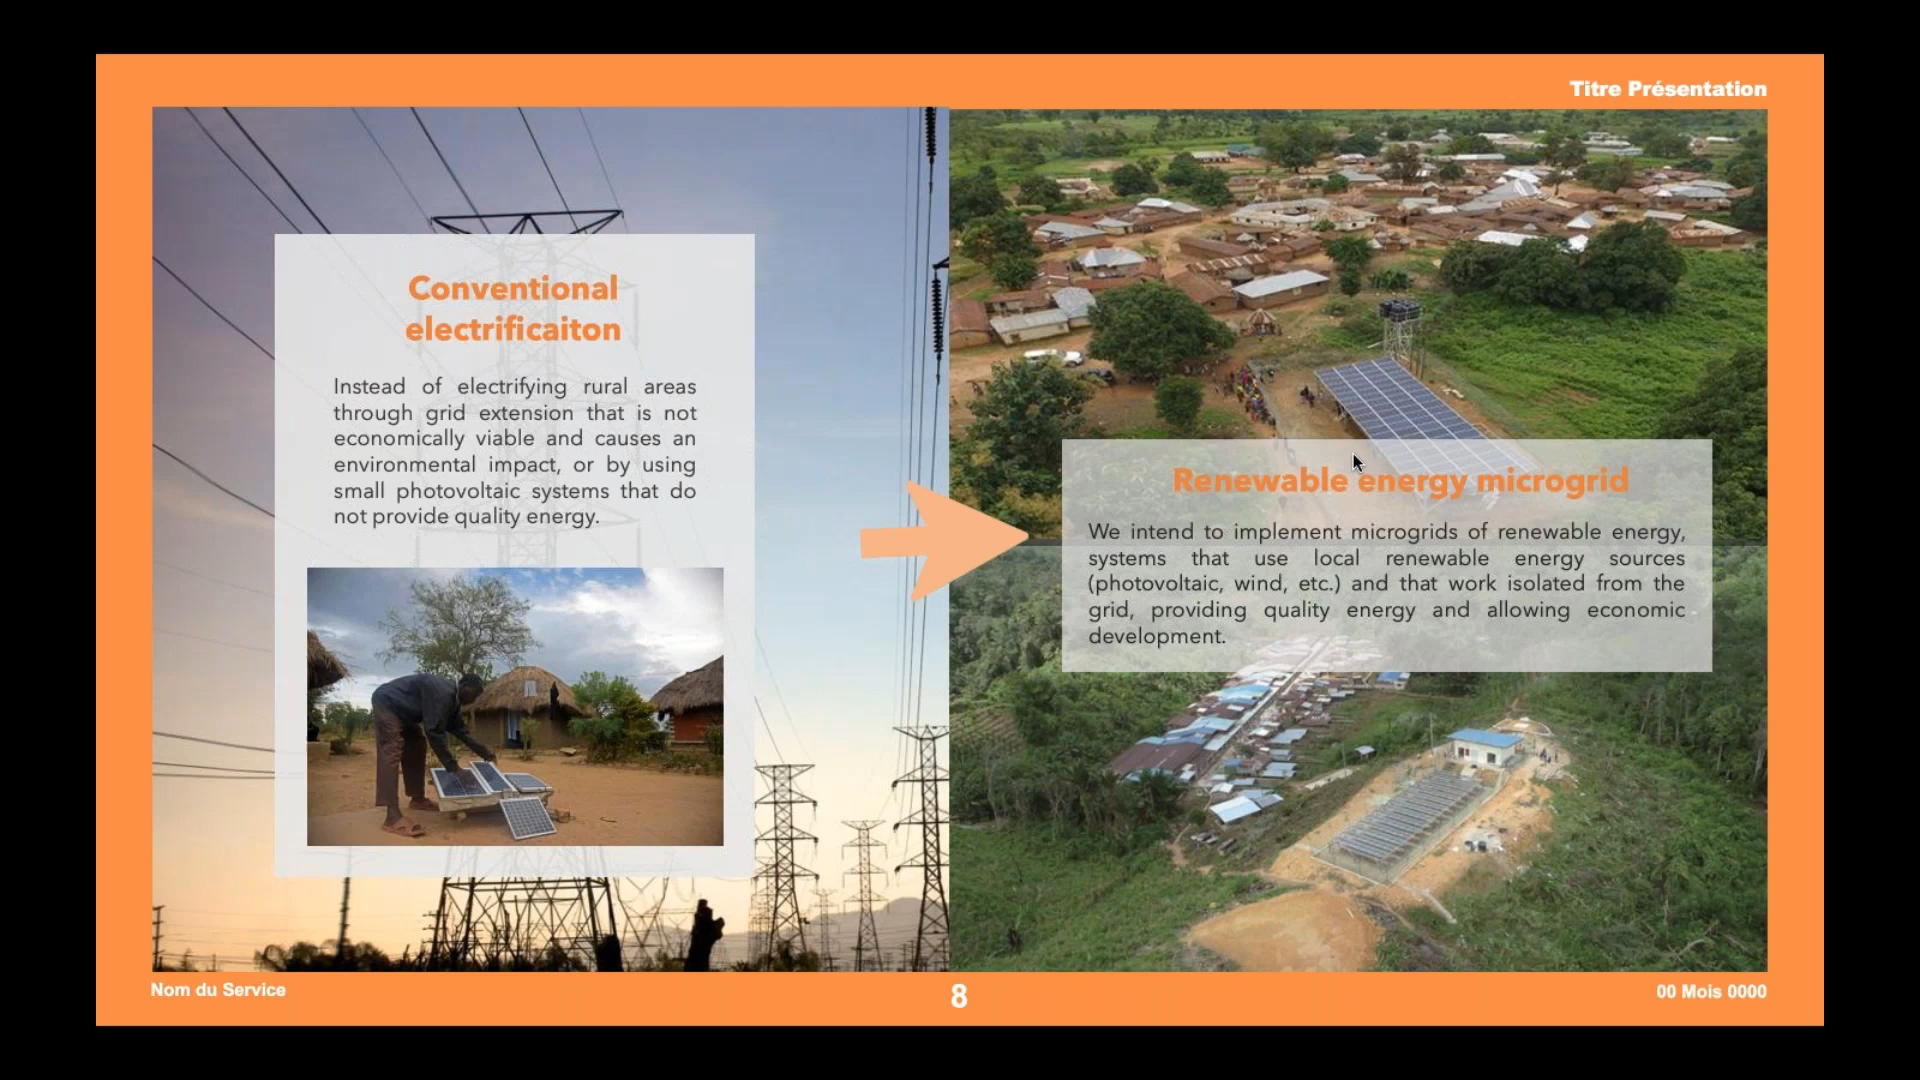 Titre Présentation
Conventional
electrificaiton
Instead of electrifying rural areas
through grid extension that is not
economically viable and causes an
environmental impact, or by using
small photovoltaic systems that do
not provide quality energy.
Renewable energy microgrid
We intend to implement microgrids of renewable energy,
systems that use local renewable energy sources
(photovoltaic, wind, etc.) and that work isolated from the
grid, providing quality energy and allowing economic
development.
Nom du Service
8
00 Mois 0000